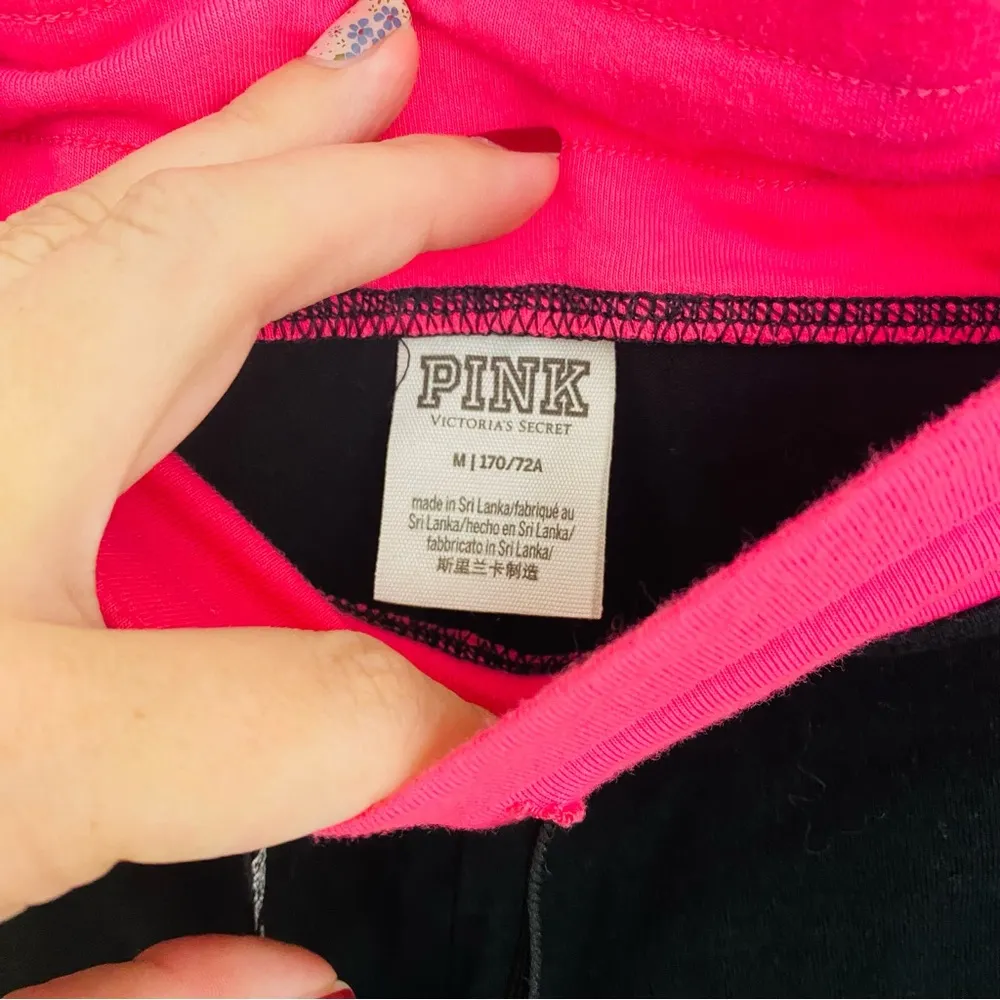 PINK
VICTORIA'S SECRET
M | 170/72A
made in Sri Lanka/fabriqué au
Sri Lanka/hecho en Sri Lanka/
fabbricato in Sri Lanka/
斯里兰卡制造